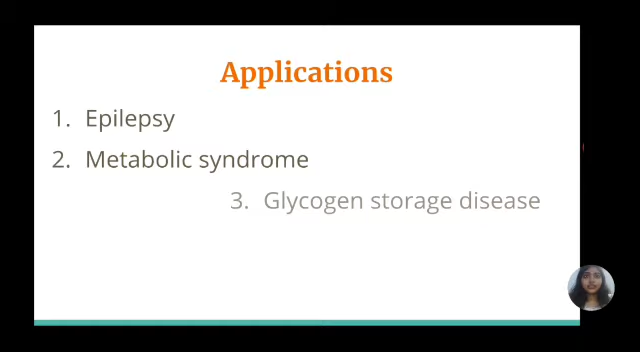 Applications
1. Epilepsy
2. Metabolic syndrome
3. Glycogen storage disease